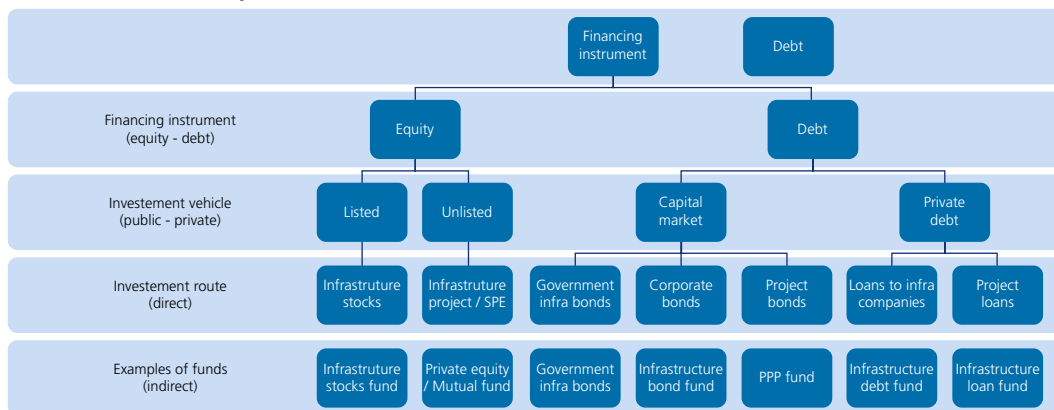 Financing
instrument
Debt
Financing instrument
(equity - debt)
Equity
Debt
Investement vehicle
(public - private)
Listed
Unlisted
Capital
market
Private
debt
Investement route
(direct)
Infrastruture
stocks
Infrastruture
project / SPE
Government
infra bonds
Corporate
bonds
Project
bonds
Loans to infra
companies
Project
loans
Examples of funds
(indirect)
Infrastruture
stocks fund
Private equity
/ Mutual fund
Government
infra bonds
Infrastructure
bond fund
PPP fund
Infrastructure
debt fund
Infrastructure
loan fund